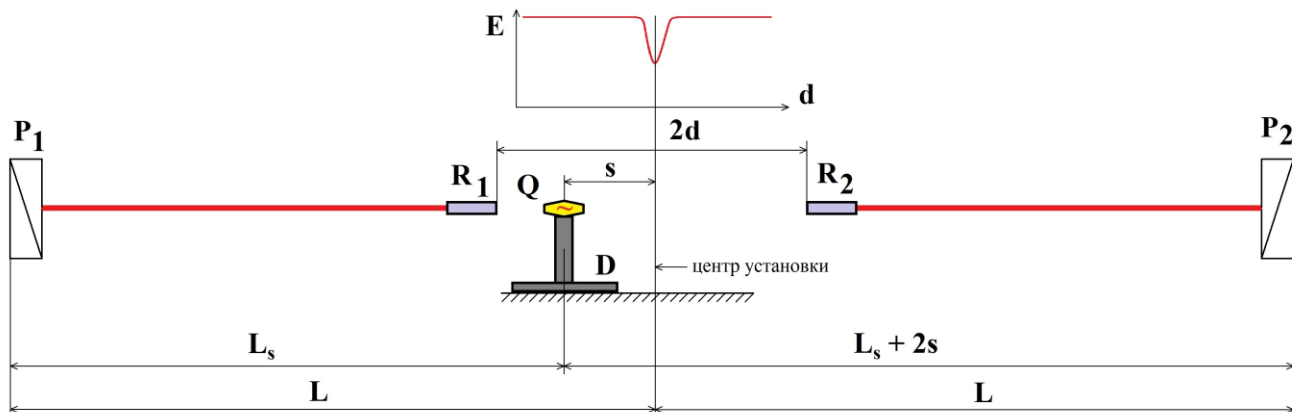 E
d
P1
2d
P2
R1
Q
s
R2
D
центр установки
Ls
Ls + 2s
L
L